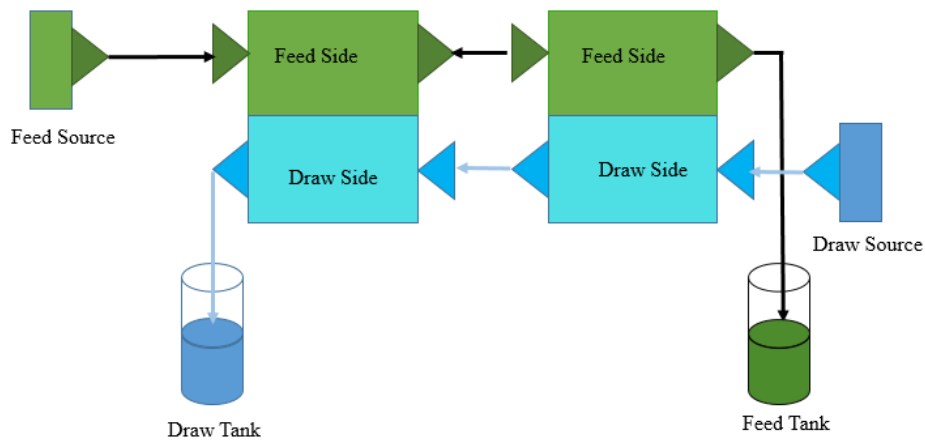 Feed Side
Feed Side
Feed Source
Draw Side
Draw Side
Draw Source
Feed Tank
Draw Tank